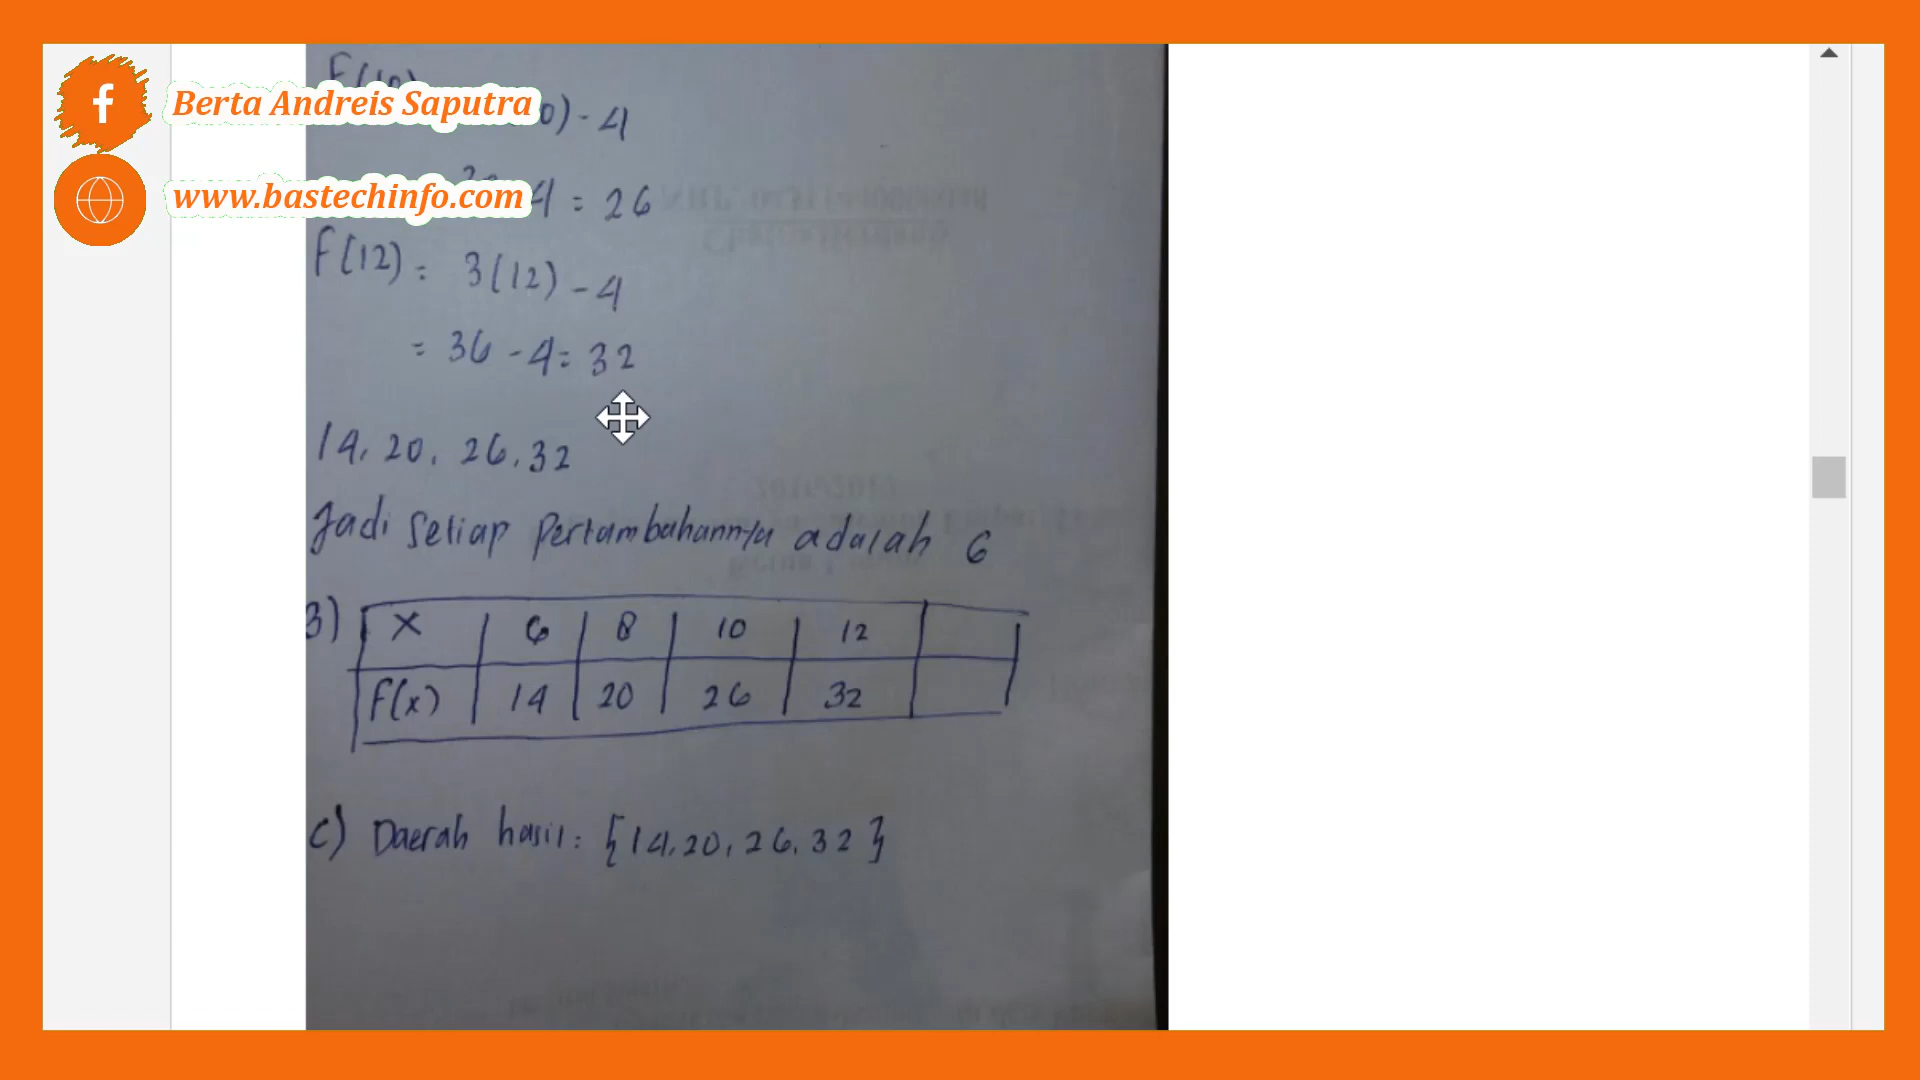 F(10)
Berta Andreis Saputra
0) - 4
www.bastechinfo.com
4 = 26
F(12) = 3(12) - 4
= 36 - 4 = 32
14, 20, 26, 32
Jadi setiap Pertambahannya adalah 6
B) X 6 8 10 12
F(x) 14 20 26 32
C) Daerah hasil : {14, 20, 26, 32}